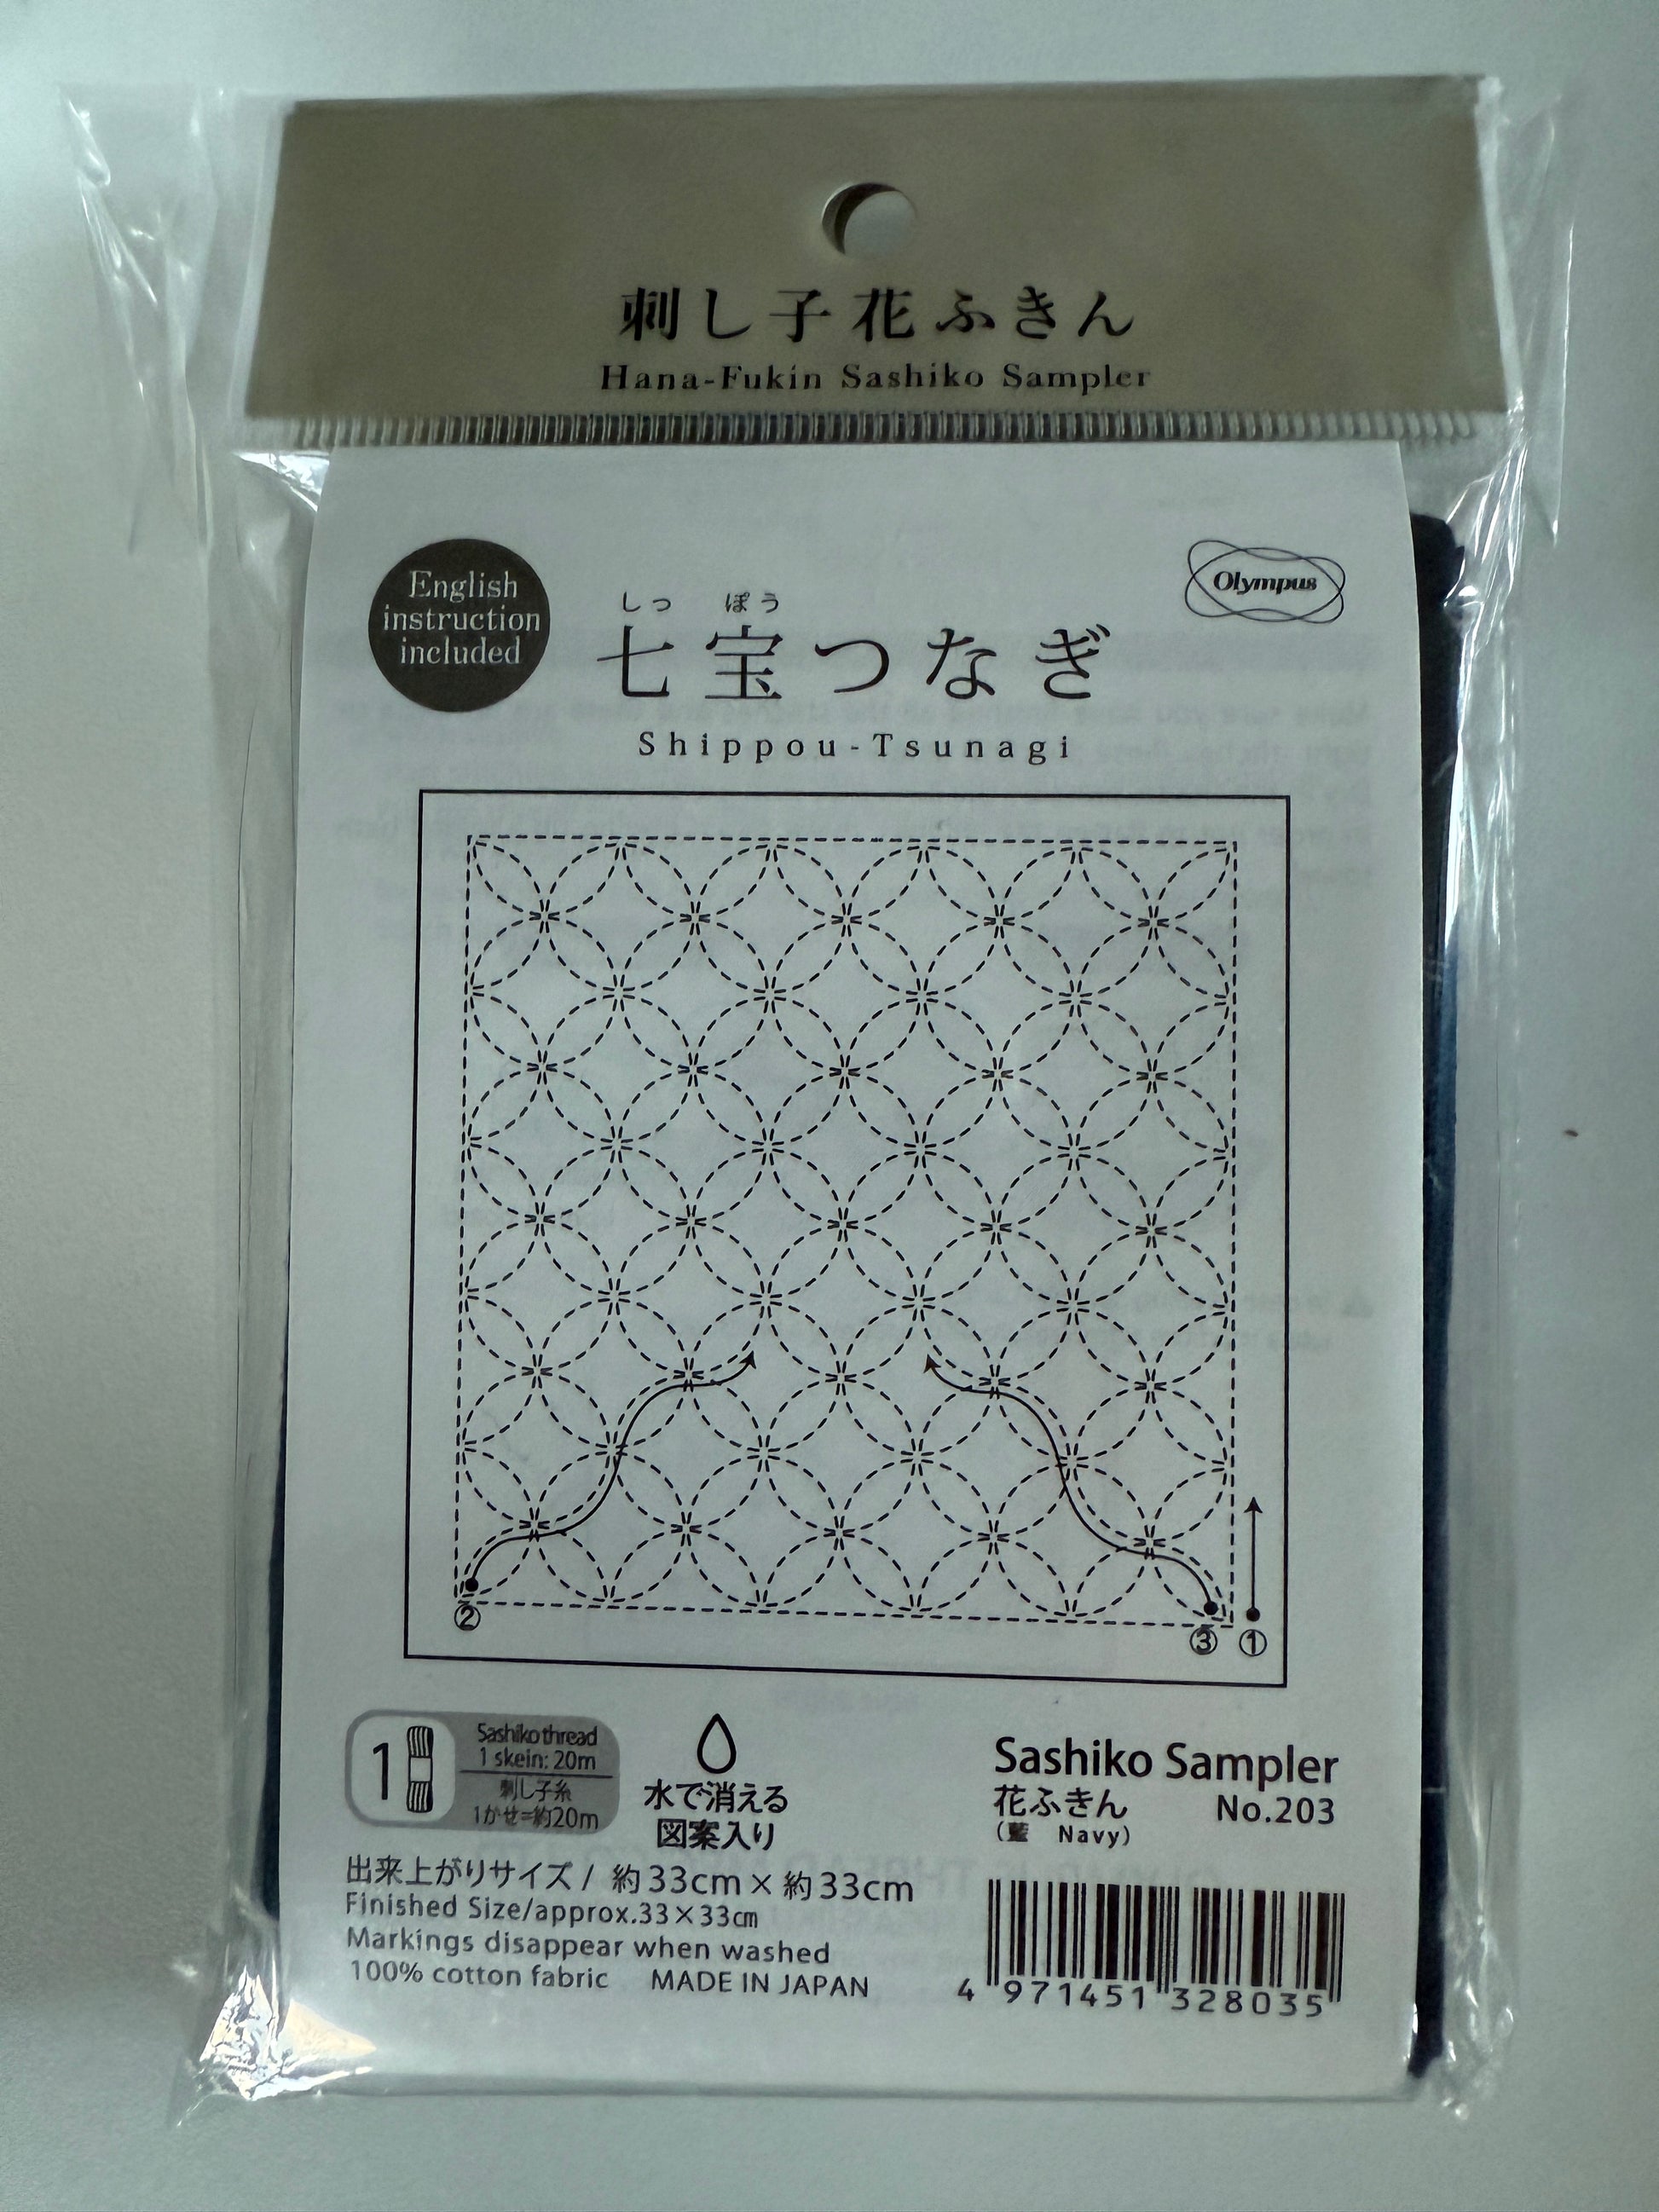 刺し子花ふきん
Hana-Fukin Sashiko Sampler
English
instruction
included
Olympus
しっ ぽう
七宝つなぎ
Shippou-Tsunagi
②
③ ①
1
Sashiko thread
1 skein: 20m
刺し子糸
1かせ=約20m
水で消える
図案入り
Sashiko Sampler
花ふきん No.203
(藍 Navy)
出来上がりサイズ / 約33cm×約33cm
Finished Size/approx.33×33㎝
Markings disappear when washed
100% cotton fabric MADE IN JAPAN
4 971451 328035